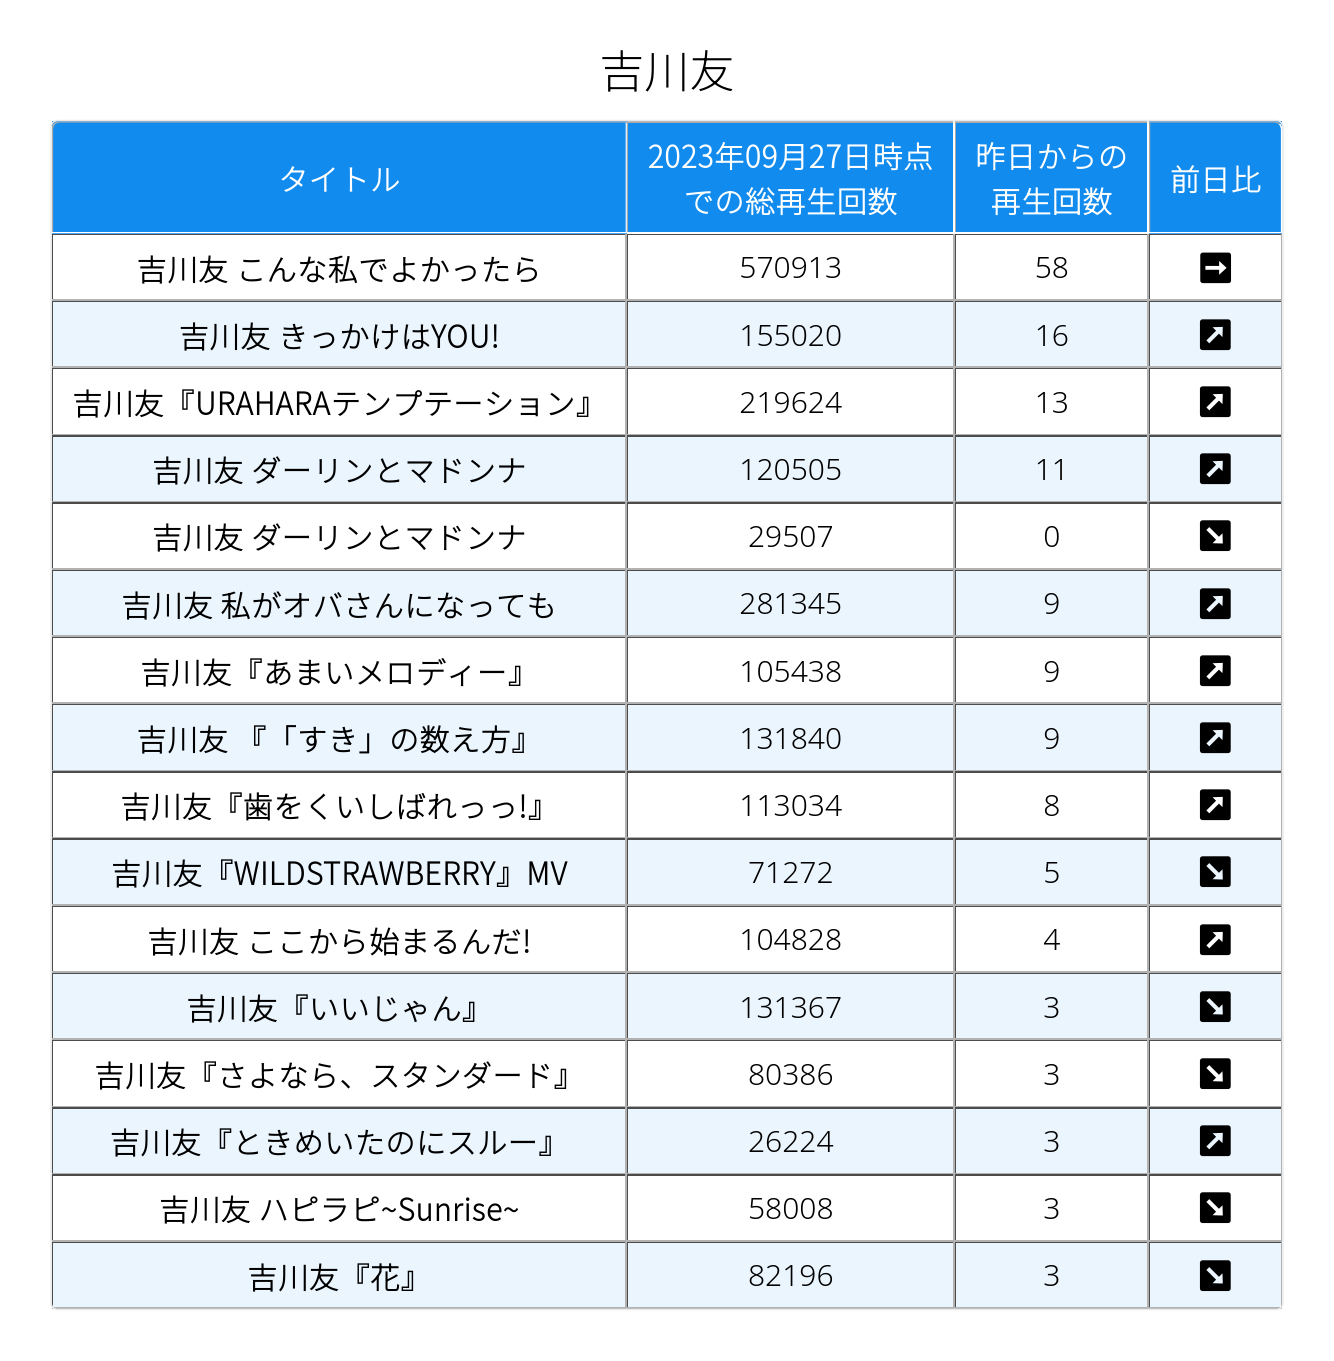 吉川友
タイトル 2023年09月27日時点 昨日からの 前日比
での総再生回数 再生回数
吉川友 こんな私でよかったら 570913 58
吉川友 きっかけはYOU! 155020 16
吉川友『URAHARAテンプテーション』 219624 13
吉川友 ダーリンとマドンナ 120505 11
吉川友 ダーリンとマドンナ 29507 0
吉川友 私がオバさんになっても 281345 9
吉川友『あまいメロディー』 105438 9
吉川友 『「すき」の数え方』 131840 9
吉川友『歯をくいしばれっっ!』 113034 8
吉川友『WILDSTRAWBERRY』MV 71272 5
吉川友 ここから始まるんだ! 104828 4
吉川友『いいじゃん』 131367 3
吉川友『さよなら、スタンダード』 80386 3
吉川友『ときめいたのにスルー』 26224 3
吉川友 ハピラピ~Sunrise~ 58008 3
吉川友『花』 82196 3